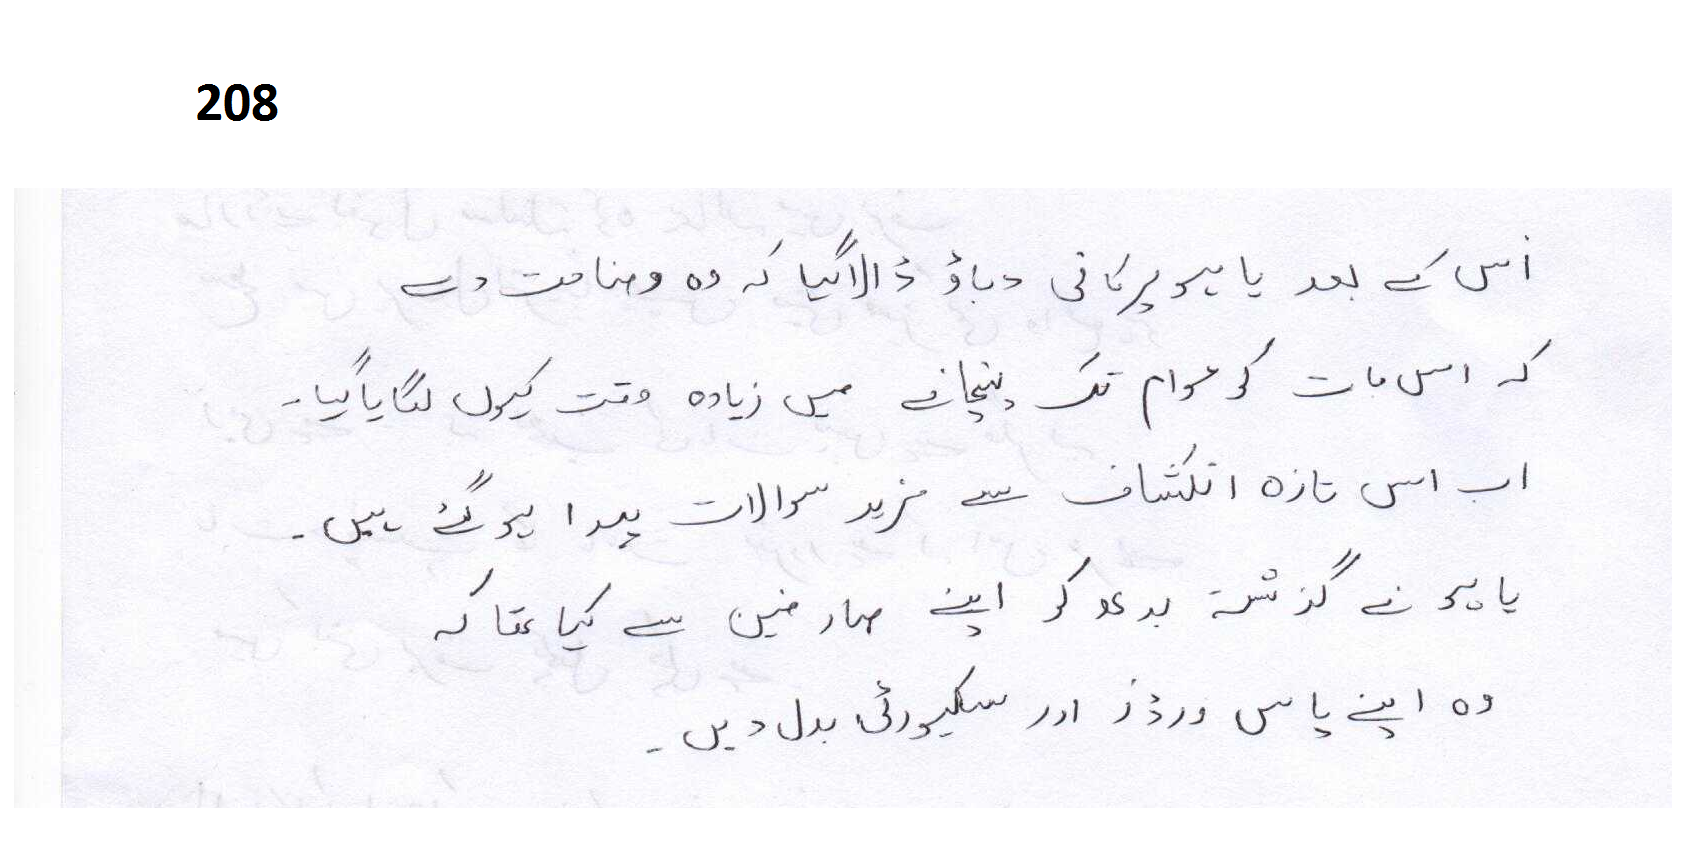 208
اُس کے بعد یاہو پر کافی دباؤ ڈالا گیا کہ وہ وضاحت دے
کہ اس بات کو عوام تک پہنچانے میں زیادہ وقت کیوں لگایا گیا۔
اب اس تازہ انکشاف سے مزید سوالات پیدا ہو گئے ہیں۔
یاہو نے گذشتہ بدھ کو اپنے صارفین سے کہا تھا کہ
وہ اپنے پاس ورڈز اور سکیورٹی بدل دیں۔